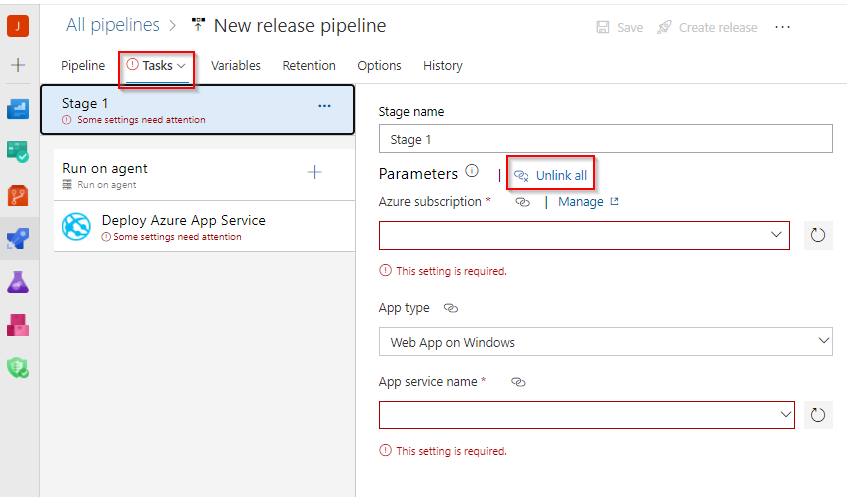 J
All pipelines > New release pipeline
Save
Create release
...
Pipeline
Tasks
Variables
Retention
Options
History
Stage 1
...
Some settings need attention
Run on agent
Run on agent
+
Deploy Azure App Service
Some settings need attention
Stage name
Stage 1
Parameters | Unlink all
Azure subscription * | Manage
This setting is required.
App type
Web App on Windows
App service name *
This setting is required.